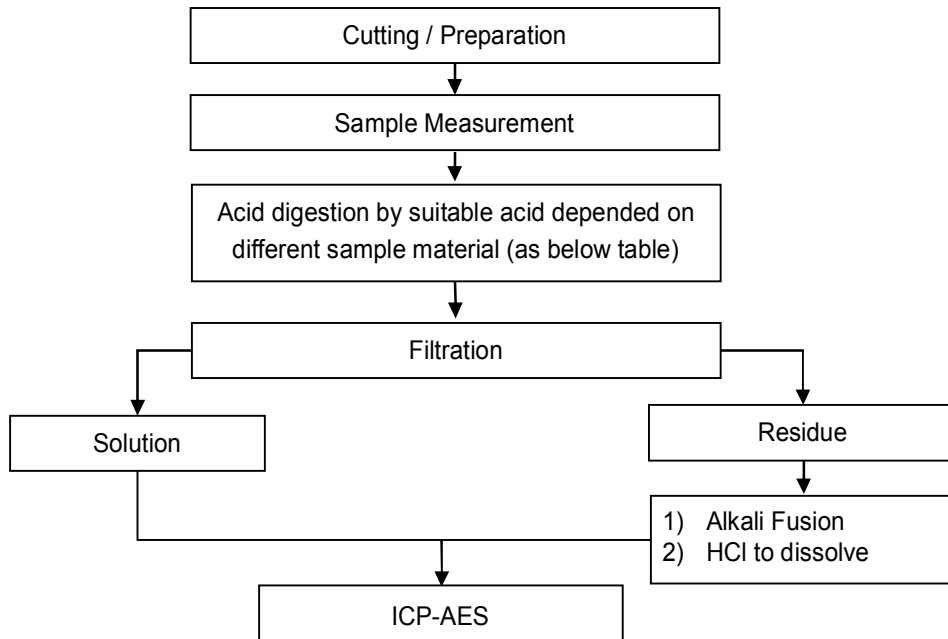 Cutting / Preparation
Sample Measurement
Acid digestion by suitable acid depended on
different sample material (as below table)
Filtration
Solution
Residue
1) Alkali Fusion
2) HCl to dissolve
ICP-AES